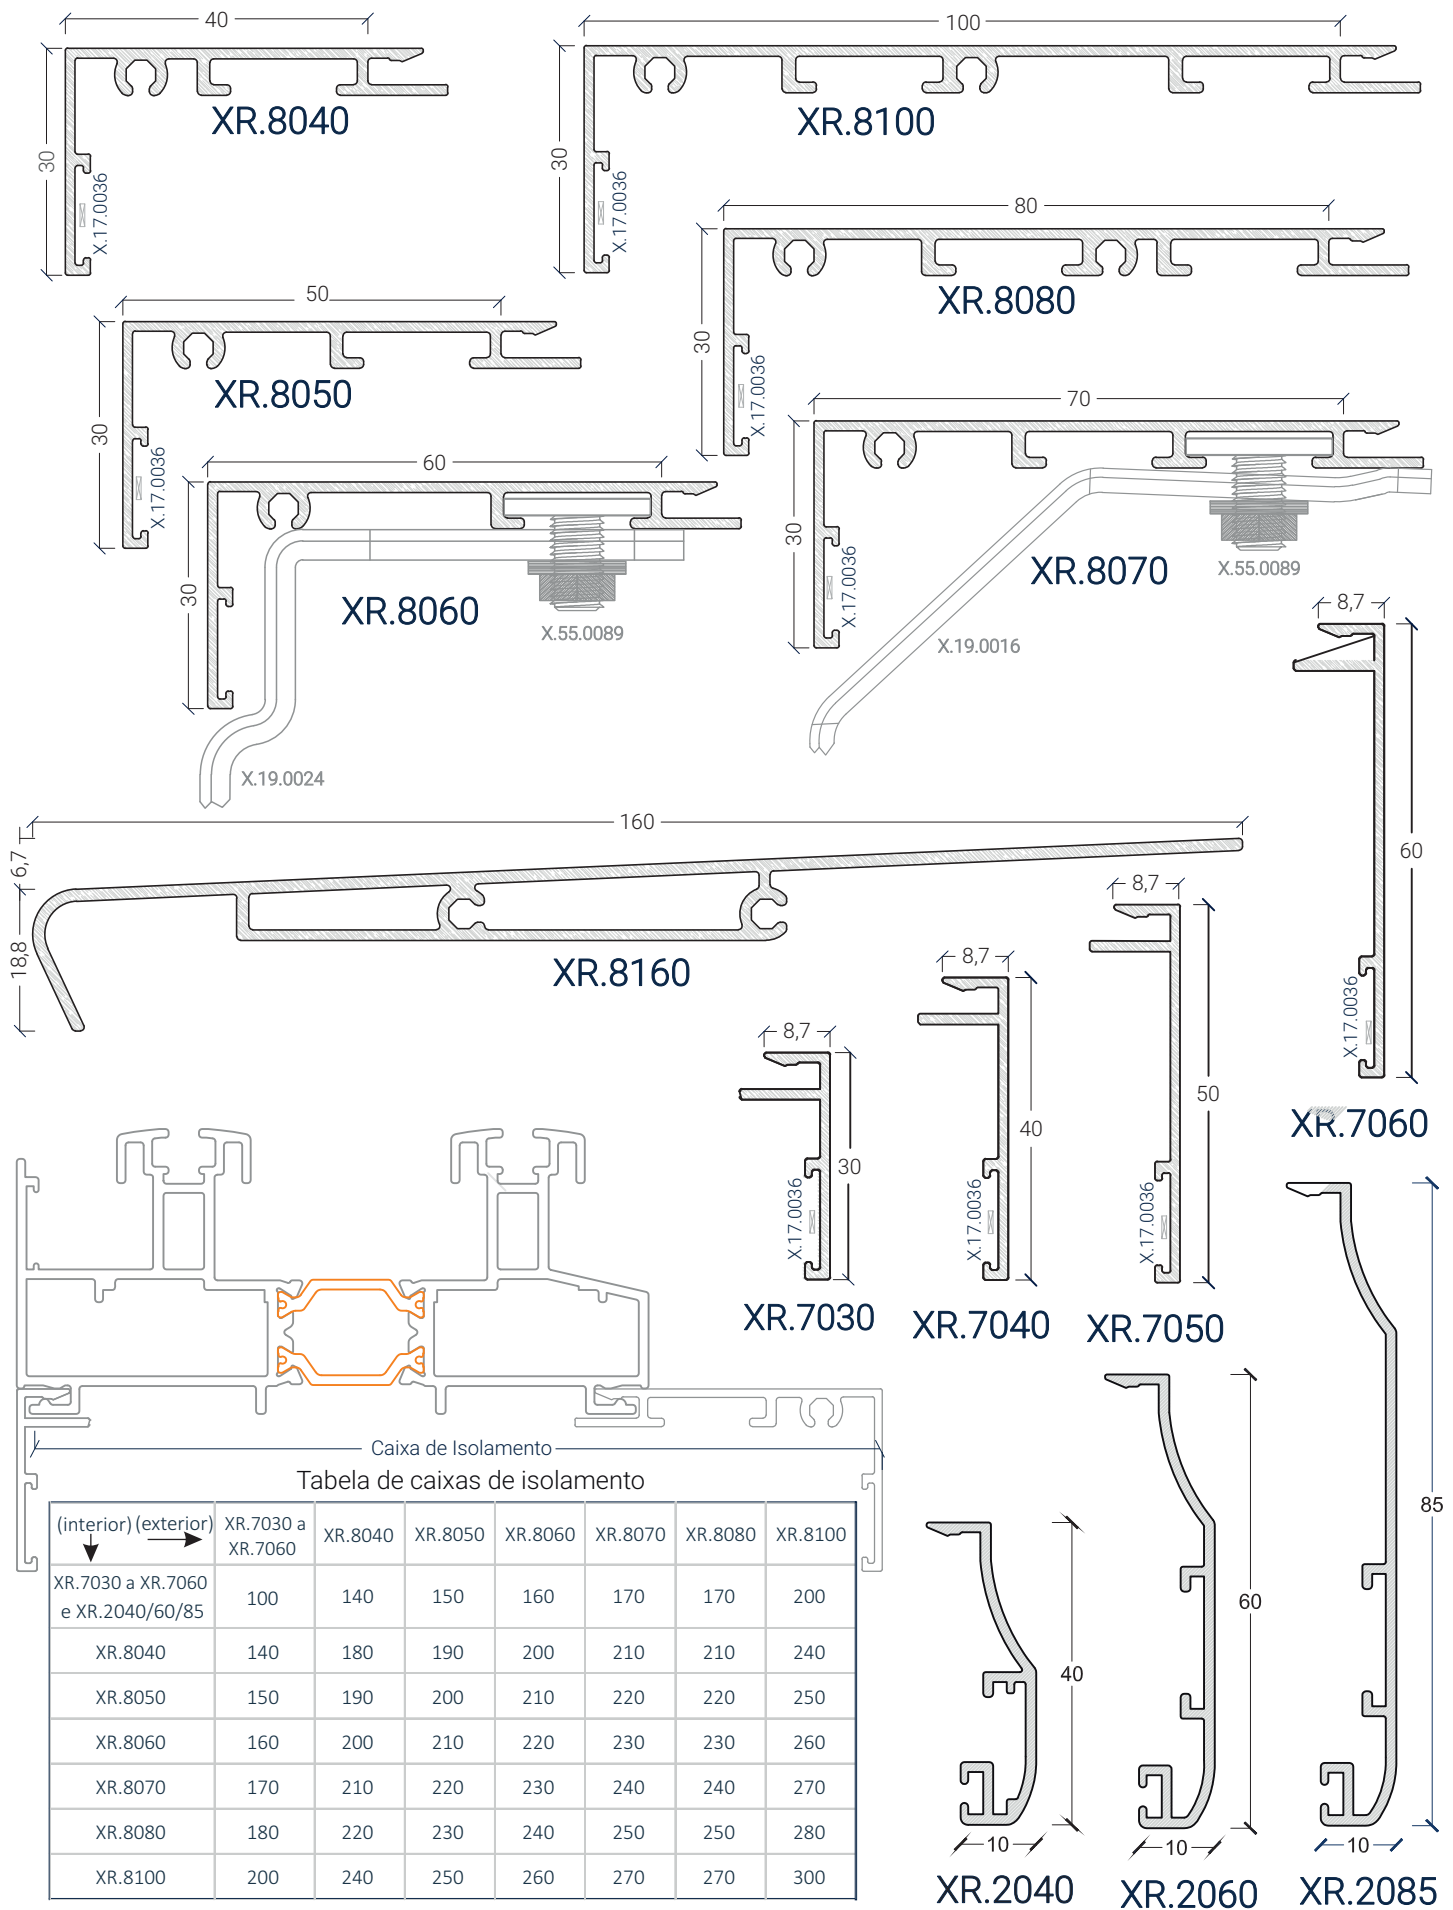 40
XR.8040
30
X.17.0036
100
XR.8100
30
X.17.0036
80
XR.8080
30
X.17.0036
50
XR.8050
30
X.17.0036
70
XR.8070
30
X.17.0036
X.55.0089
X.19.0016
60
XR.8060
30
X.55.0089
X.19.0024
8,7
60
X.17.0036
XR.7060
160
6,7
18,8
XR.8160
8,7
50
X.17.0036
XR.7050
8,7
40
X.17.0036
XR.7040
8,7
30
X.17.0036
XR.7030
Caixa de Isolamento
Tabela de caixas de isolamento
(interior) (exterior) XR.7030 a XR.7060 XR.8040 XR.8050 XR.8060 XR.8070 XR.8080 XR.8100
XR.7030 a XR.7060 e XR.2040/60/85 100 140 150 160 170 170 200
XR.8040 140 180 190 200 210 210 240
XR.8050 150 190 200 210 220 220 250
XR.8060 160 200 210 220 230 230 260
XR.8070 170 210 220 230 240 240 270
XR.8080 180 220 230 240 250 250 280
XR.8100 200 240 250 260 270 270 300
40
10
XR.2040
60
10
XR.2060
85
10
XR.2085